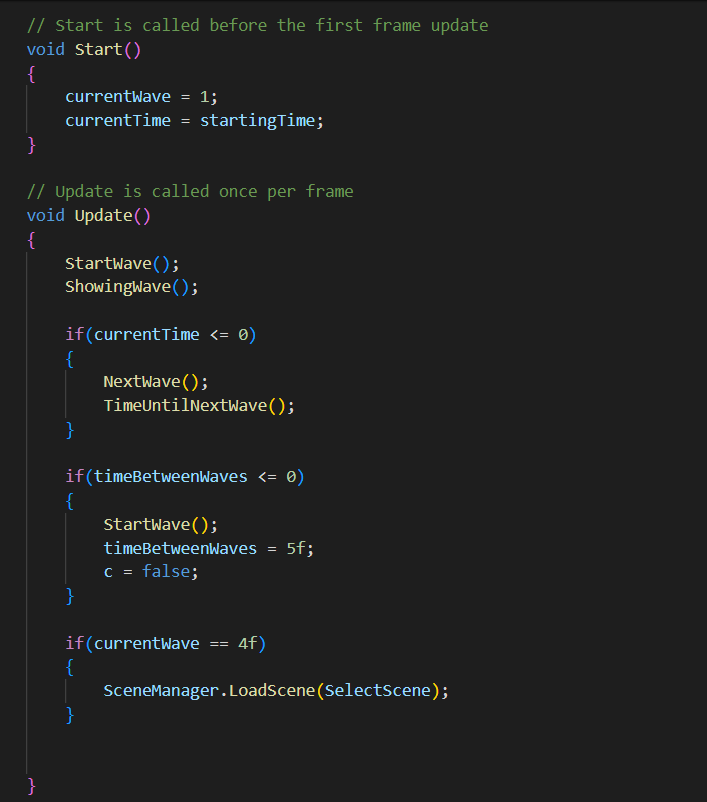 // Start is called before the first frame update
void Start()
{
    currentWave = 1;
    currentTime = startingTime;
}

// Update is called once per frame
void Update()
{
    StartWave();
    ShowingWave();

    if(currentTime <= 0)
    {
        NextWave();
        TimeUntilNextWave();
    }

    if(timeBetweenWaves <= 0)
    {
        StartWave();
        timeBetweenWaves = 5f;
        c = false;
    }

    if(currentWave == 4f)
    {
        SceneManager.LoadScene(SelectScene);
    }


}